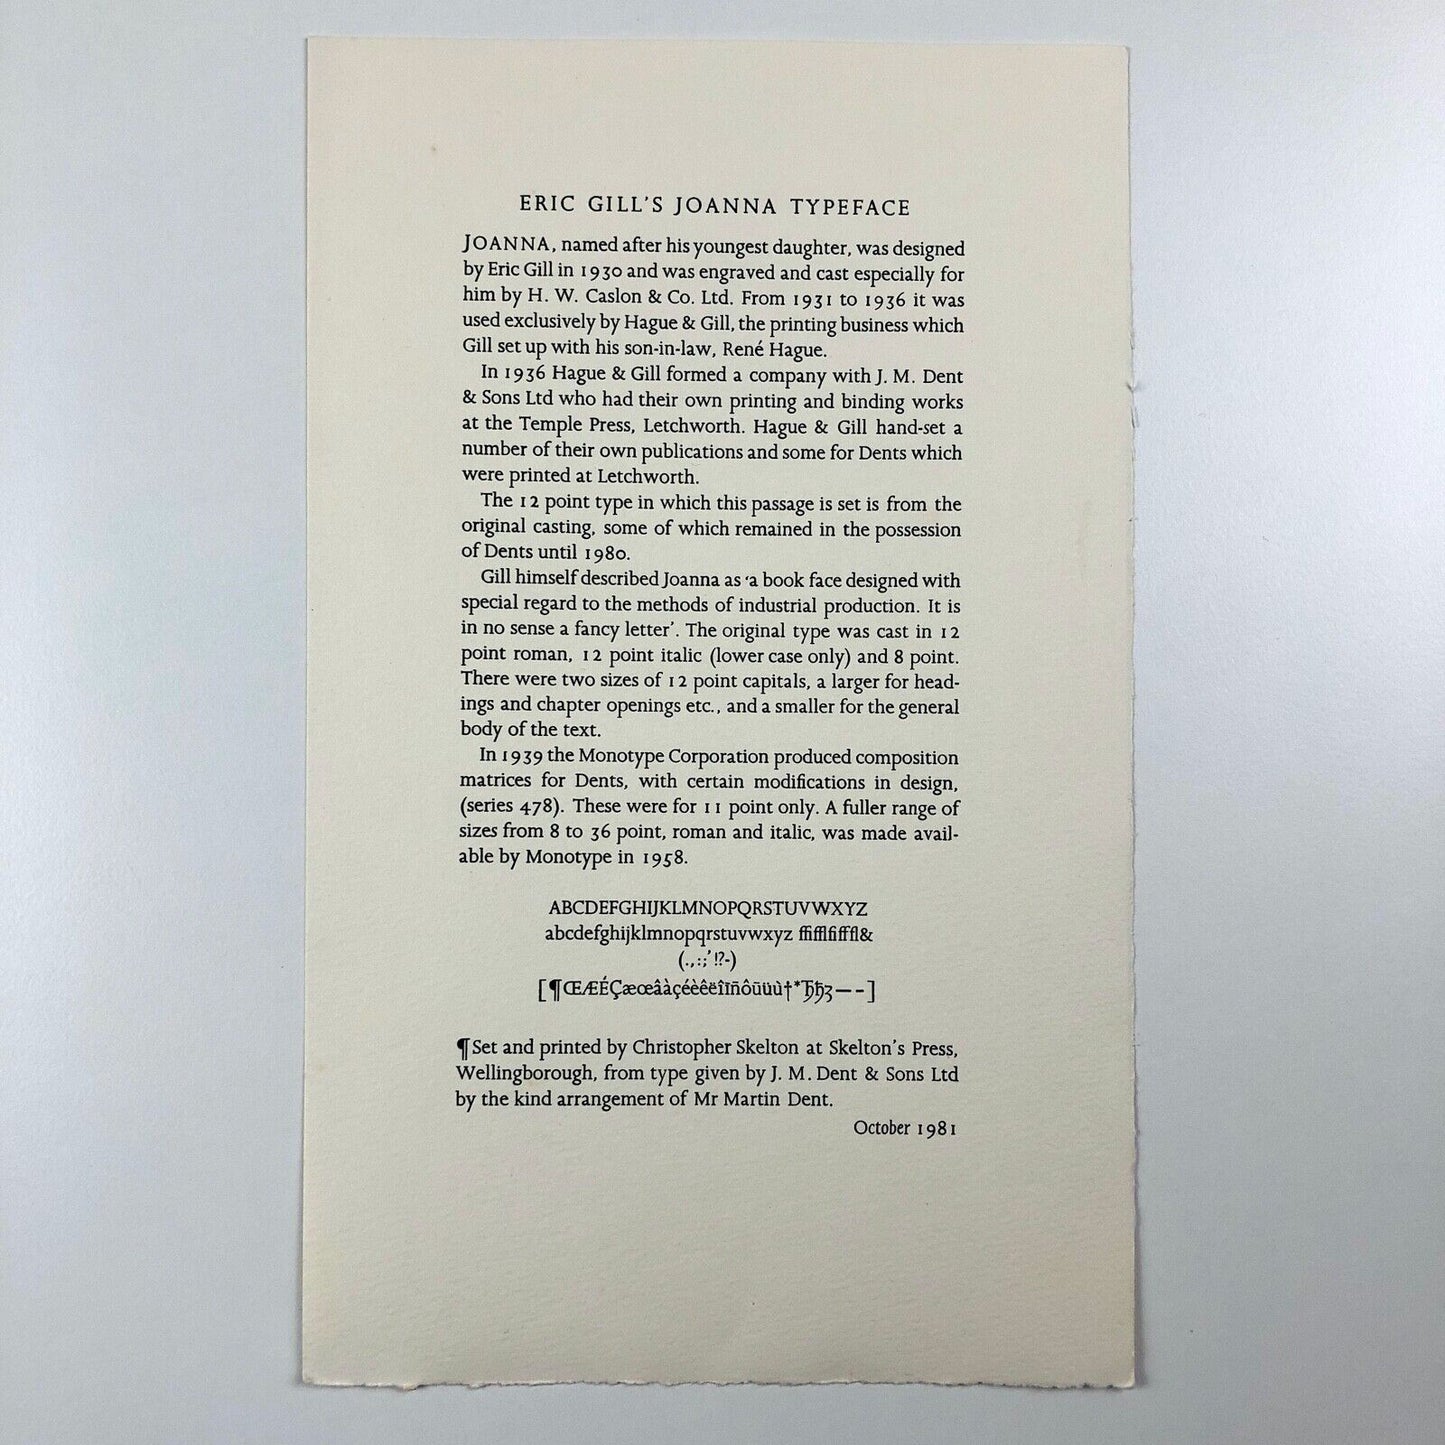 ERIC GILL'S JOANNA TYPEFACE
JOANNA, named after his youngest daughter, was designed
by Eric Gill in 1930 and was engraved and cast especially for
him by H. W. Caslon & Co. Ltd. From 1931 to 1936 it was
used exclusively by Hague & Gill, the printing business which
Gill set up with his son-in-law, René Hague.
In 1936 Hague & Gill formed a company with J. M. Dent
& Sons Ltd who had their own printing and binding works
at the Temple Press, Letchworth. Hague & Gill hand-set a
number of their own publications and some for Dents which
were printed at Letchworth.
The 12 point type in which this passage is set is from the
original casting, some of which remained in the possession
of Dents until 1980.
Gill himself described Joanna as ‘a book face designed with
special regard to the methods of industrial production. It is
in no sense a fancy letter’. The original type was cast in 12
point roman, 12 point italic (lower case only) and 8 point.
There were two sizes of 12 point capitals, a larger for head-
ings and chapter openings etc., and a smaller for the general
body of the text.
In 1939 the Monotype Corporation produced composition
matrices for Dents, with certain modifications in design,
(series 478). These were for 11 point only. A fuller range of
sizes from 8 to 36 point, roman and italic, was made avail-
able by Monotype in 1958.
ABCDEFGHIJKLMNOPQRSTUVWXYZ
abcdefghijklmnopqrstuvwxyz ffifflfifffl&
(.,:;’!?-)
[¶ŒÆÉÇæœâàçéèêëîïñôūüù†*Ђђʒ—-]
¶Set and printed by Christopher Skelton at Skelton's Press,
Wellingborough, from type given by J. M. Dent & Sons Ltd
by the kind arrangement of Mr Martin Dent.
October 1981